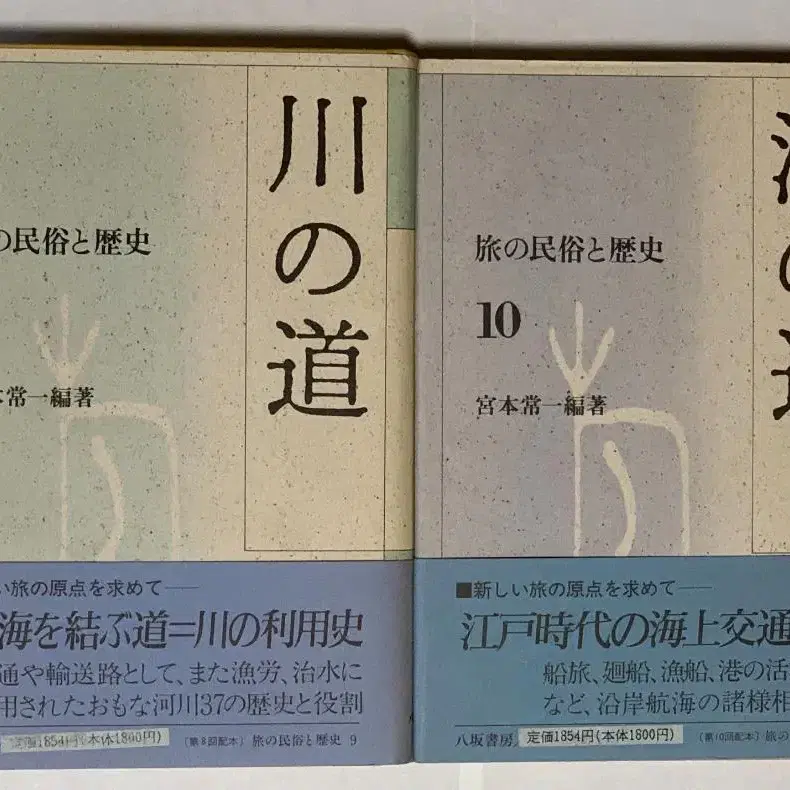 川の道
の民俗と歴史
常一編著
い旅の原点を求めて──
海を結ぶ道=川の利用史
通や輸送路として、また漁労、治水に
用されたおもな河川37の歴史と役割
定価1854円(本体1800円)
〔第8回配本〕 旅の民俗と歴史 9
の
旅の民俗と歴史
10
宮本常一編著
■新しい旅の原点を求めて──
江戸時代の海上交通
船旅、廻船、漁船、港の活
など、沿岸航海の諸様相
八坂書房
定価1854円(本体1800円)
〔第10回配本〕 旅の